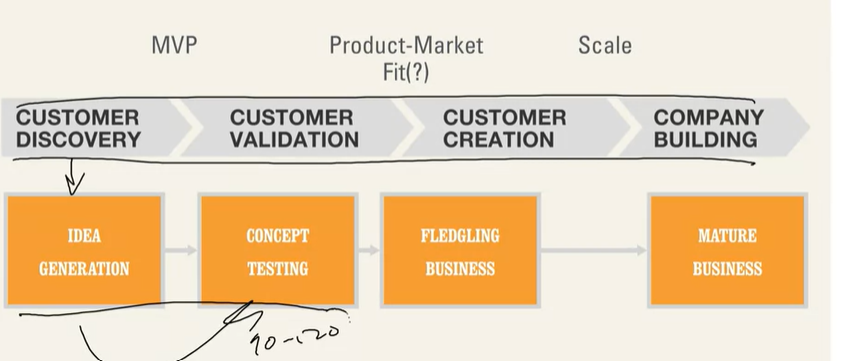 MVP
Product-Market
Fit(?)
Scale
CUSTOMER
DISCOVERY
CUSTOMER
VALIDATION
CUSTOMER
CREATION
COMPANY
BUILDING
IDEA
GENERATION
CONCEPT
TESTING
FLEDGLING
BUSINESS
MATURE
BUSINESS